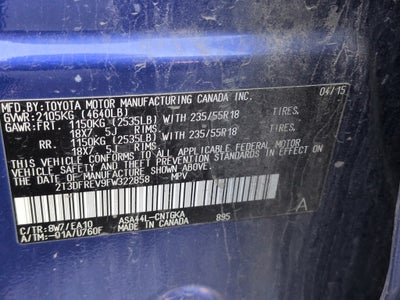 MFD.BY:TOYOTA MOTOR MANUFACTURING CANADA INC. 04/15
GVWR:2105KG (4640LB)
GAWR:FRT. 1150KG (2535LB) WITH 235/55R18 TIRES,
18X7. 5J RIMS,
RR. 1150KG (2535LB) WITH 235/55R18 TIRES,
18X7. 5J RIMS,
THIS VEHICLE CONFORMS TO ALL APPLICABLE FEDERAL MOTOR
VEHICLE SAFETY
THEFT PREVENTION STANDARDS IN EFFECT ON THE DATE OF
MANUFACTURE SHOWN ABOVE.
2T3DFREV9FW322858 MPV
C/TR:8W7/EA10 ASA44L-CNTGKA 895 A
A/TM:-01A/U760F MADE IN CANADA